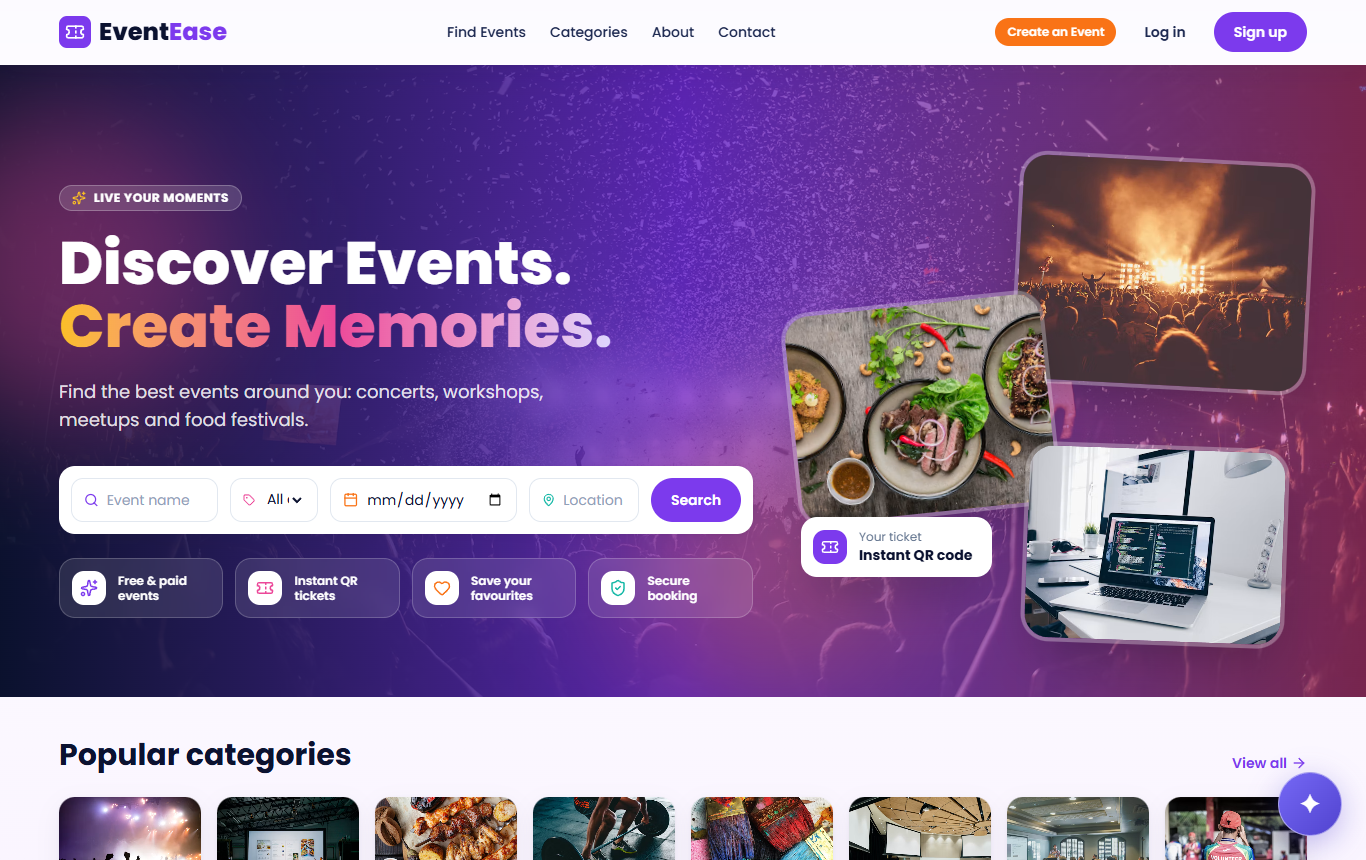 EventEase
Find Events
Categories
About
Contact
Create an Event
Log in
Sign up
LIVE YOUR MOMENTS
Discover Events.
Create Memories.
Find the best events around you: concerts, workshops,
meetups and food festivals.
Event name
All
mm/dd/yyyy
Location
Search
Free & paid
events
Instant QR
tickets
Save your
favourites
Secure
booking
Your ticket
Instant QR code
Popular categories
View all
VOLUNTEER